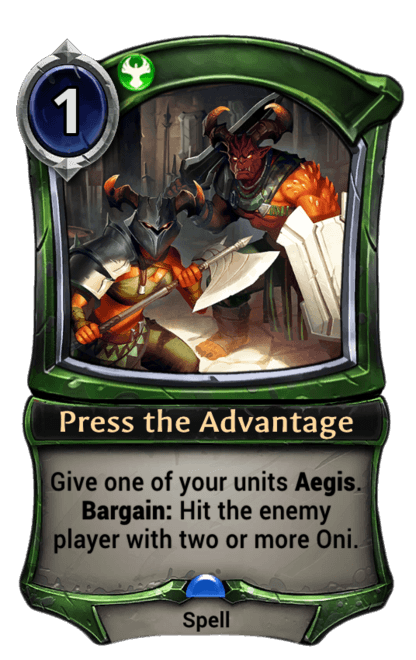 1
Press the Advantage
Give one of your units Aegis.
Bargain: Hit the enemy
player with two or more Oni.
Spell